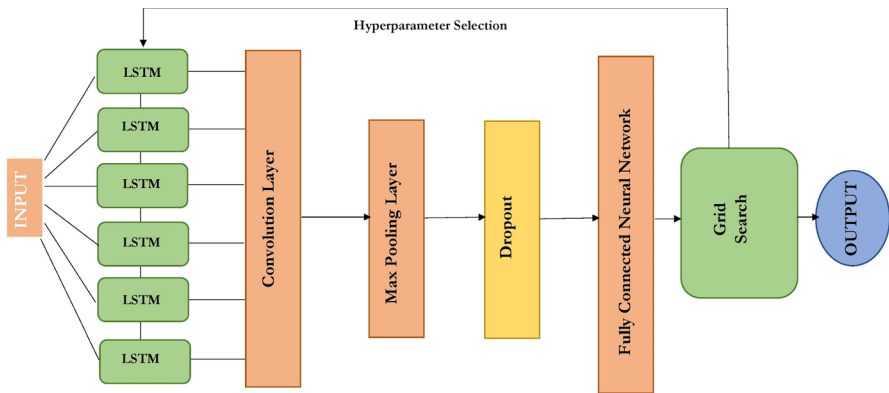 Hyperparameter Selection
INPUT
LSTM
LSTM
LSTM
LSTM
LSTM
LSTM
Convolution Layer
Max Pooling Layer
Dropout
Fully Connected Neural Network
Grid
Search
OUTPUT